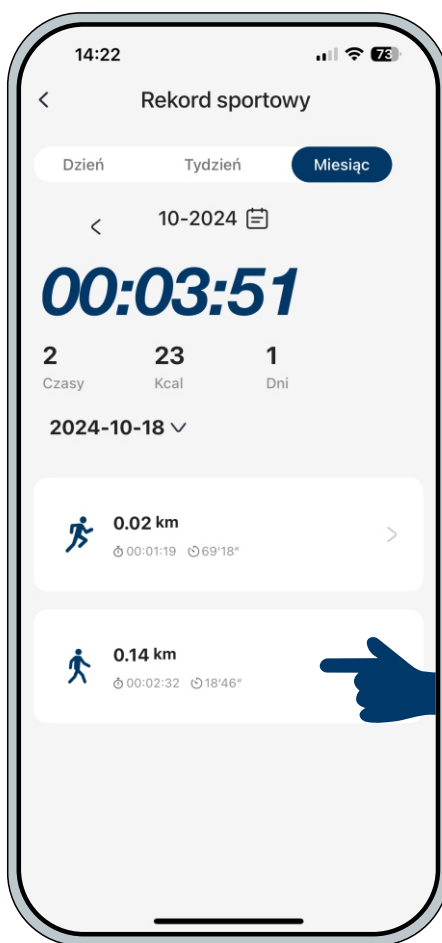 14:22 73
Rekord sportowy
Dzień Tydzień Miesiąc
10-2024
00:03:51
2 23 1
Czasy Kcal Dni
2024-10-18
0.02 km
00:01:19 69'18"
0.14 km
00:02:32 18'46"